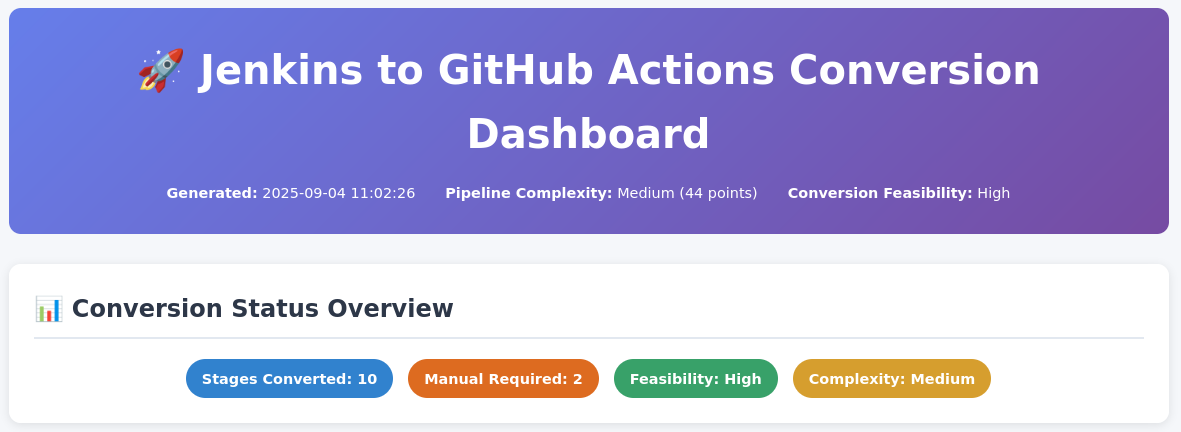 🚀 Jenkins to GitHub Actions Conversion
Dashboard
Generated: 2025-09-04 11:02:26 Pipeline Complexity: Medium (44 points) Conversion Feasibility: High
📊 Conversion Status Overview
Stages Converted: 10 Manual Required: 2 Feasibility: High Complexity: Medium